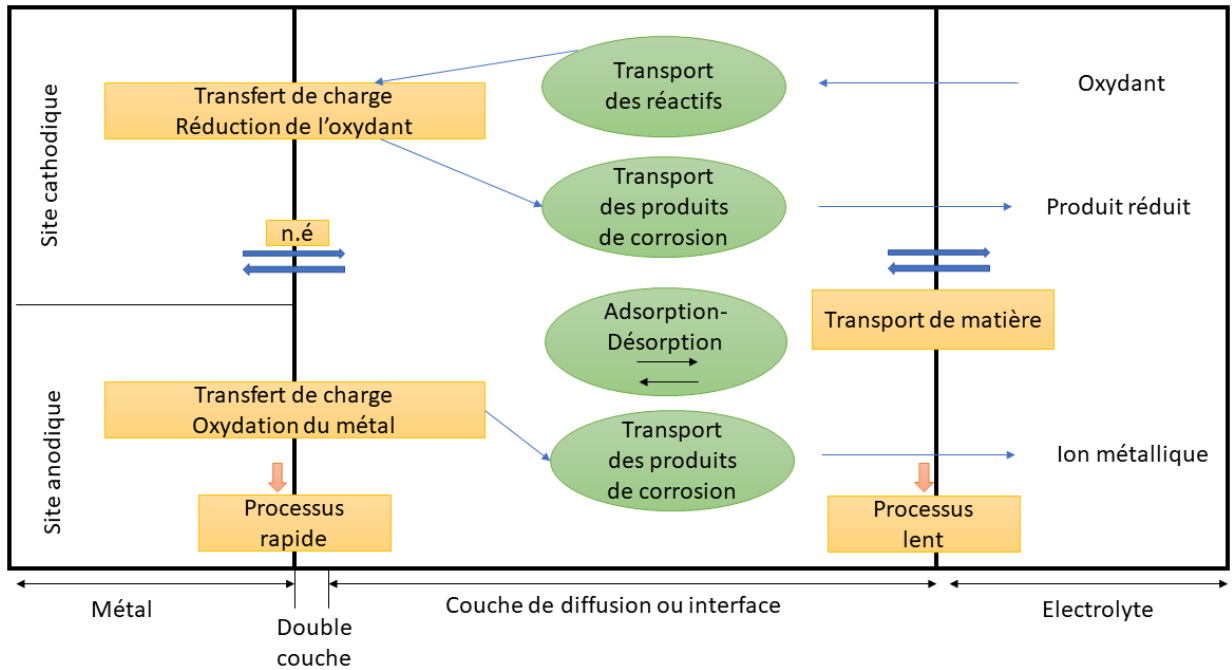 Site cathodique
Transfert de charge
Réduction de l’oxydant
Transport
des réactifs
Oxydant
Transport
des produits
de corrosion
Produit réduit
n.é
Adsorption-
Désorption
Transport de matière
Site anodique
Transfert de charge
Oxydation du métal
Transport
des produits
de corrosion
Ion métallique
Processus
rapide
Processus
lent
Métal
Double
couche
Couche de diffusion ou interface
Electrolyte